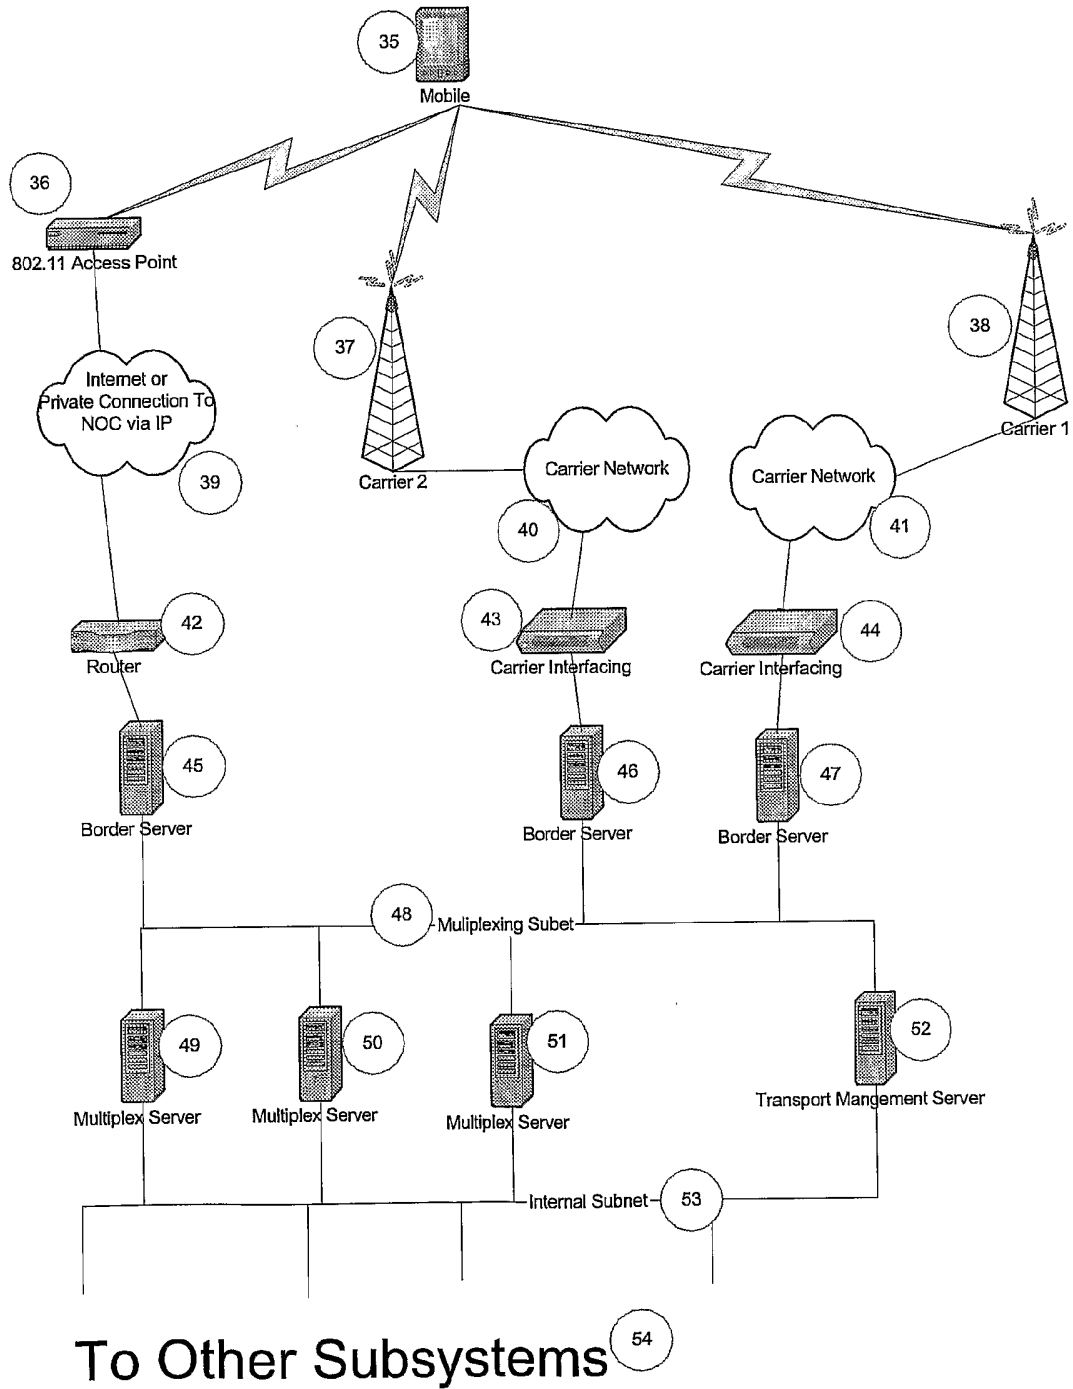 35
Mobile
36
802.11 Access Point
37
38
Internet or
Private Connection To
NOC via IP
39
Carrier 2
Carrier 1
Carrier Network
40
Carrier Network
41
42
Router
43
Carrier Interfacing
44
Carrier Interfacing
45
Border Server
46
Border Server
47
Border Server
48
Muliplexing Subet
49
Multiplex Server
50
Multiplex Server
51
Multiplex Server
52
Transport Mangement Server
Internal Subnet
53
To Other Subsystems
54